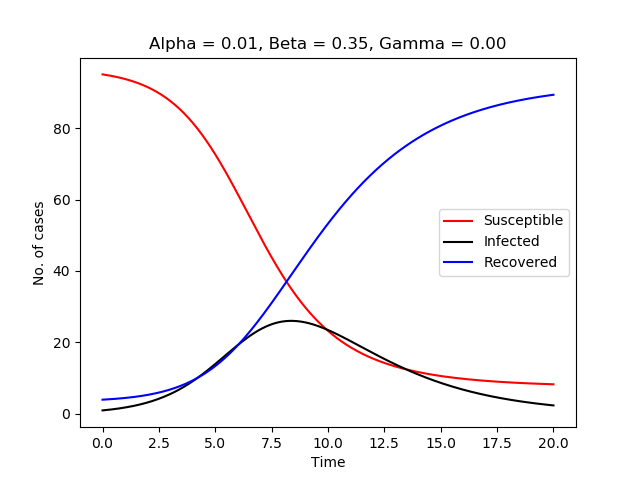 Alpha = 0.01, Beta = 0.35, Gamma = 0.00
No. of cases
80
60
40
20
0
Susceptible
Infected
Recovered
0.0 2.5 5.0 7.5 10.0 12.5 15.0 17.5 20.0
Time